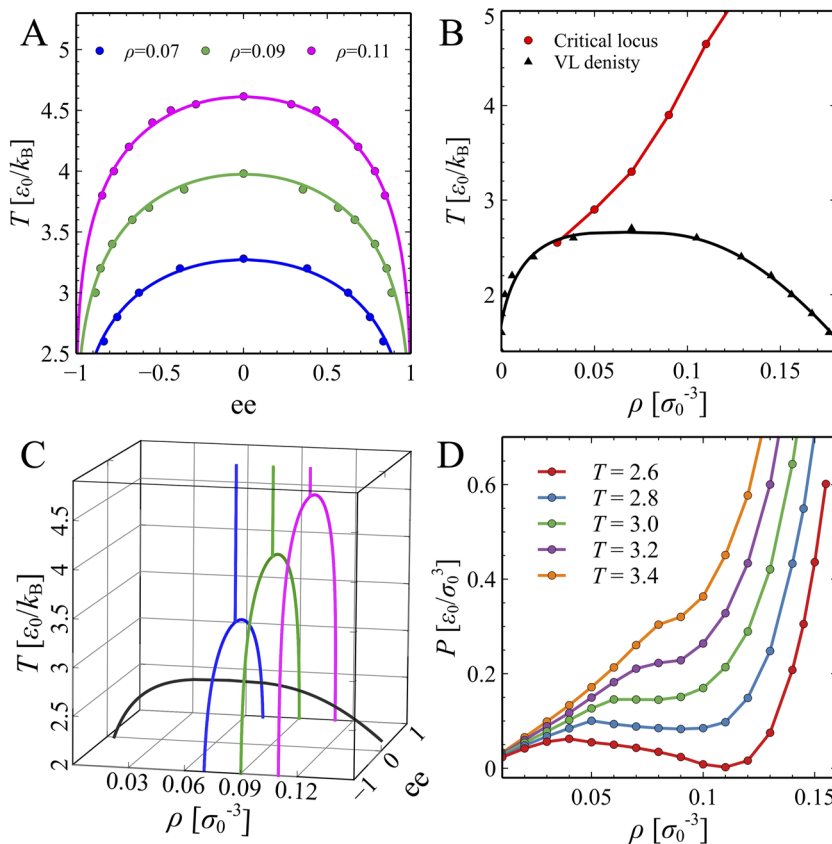 A
ρ=0.07 ρ=0.09 ρ=0.11
5
4.5
4
3.5
3
2.5
T [ε₀/k_B]
−1 −0.5 0 0.5 1
ee
B
Critical locus
VL denisty
5
4
3
2
T [ε₀/k_B]
0 0.05 0.1 0.15
ρ [σ₀⁻³]
C
4.5
4
3.5
3
2.5
2
T [ε₀/k_B]
0.03 0.06 0.09 0.12
ρ [σ₀⁻³]
−1 0 1
ee
D
T = 2.6
T = 2.8
T = 3.0
T = 3.2
T = 3.4
0.6
0.4
0.2
0
P [ε₀/σ₀³]
0.05 0.1 0.15
ρ [σ₀⁻³]